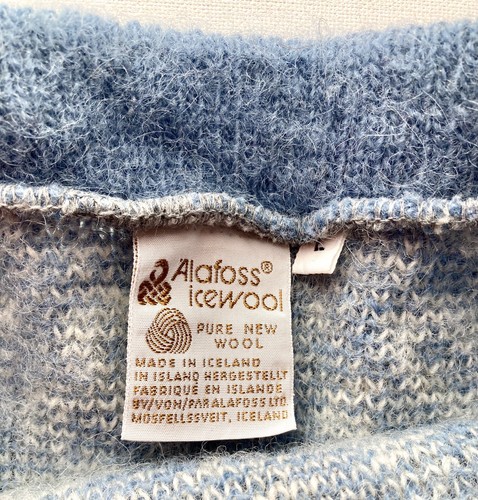 Alafoss®
icewool
PURE NEW
WOOL
MADE IN ICELAND
IN ISLAND HERGESTELLT
FABRIQUE EN ISLANDE
BY/VON/PAR ALAFOSS LTD.
MOSFELLSSVEIT, ICELAND